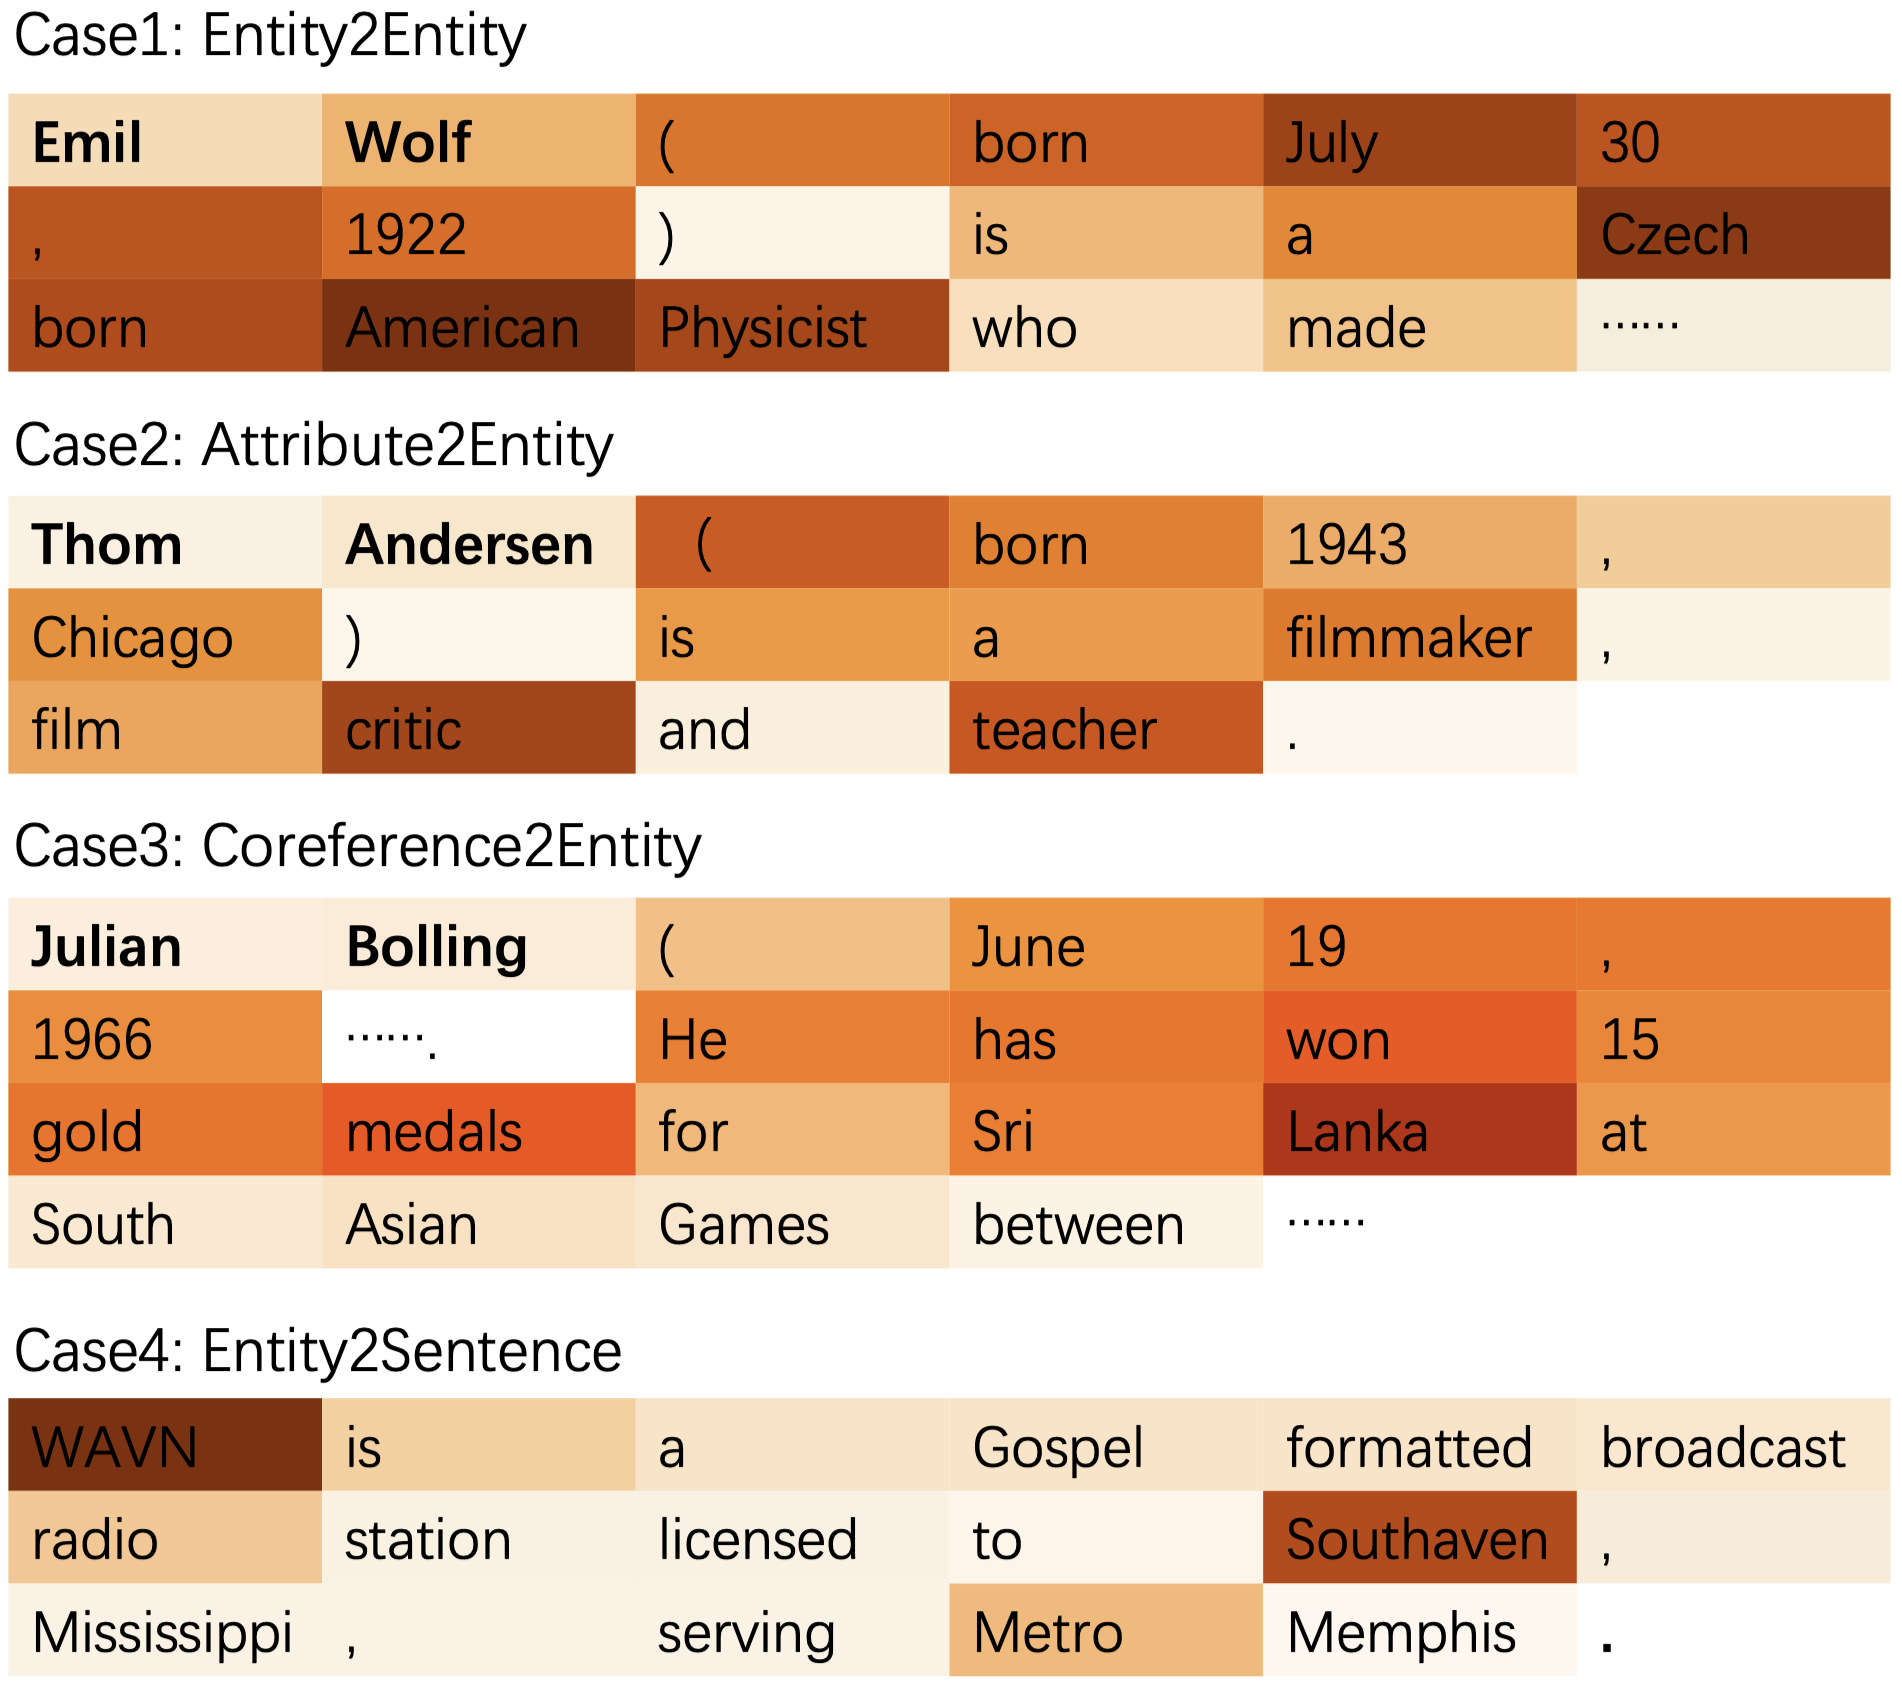 Case1: Entity2Entity
Emil Wolf ( born July 30
, 1922 ) is a Czech
born American Physicist who made ······
Case2: Attribute2Entity
Thom Andersen ( born 1943 ,
Chicago ) is a filmmaker ,
film critic and teacher .
Case3: Coreference2Entity
Julian Bolling ( June 19 ,
1966 ······. He has won 15
gold medals for Sri Lanka at
South Asian Games between ······
Case4: Entity2Sentence
WAVN is a Gospel formatted broadcast
radio station licensed to Southaven ,
Mississippi , serving Metro Memphis .